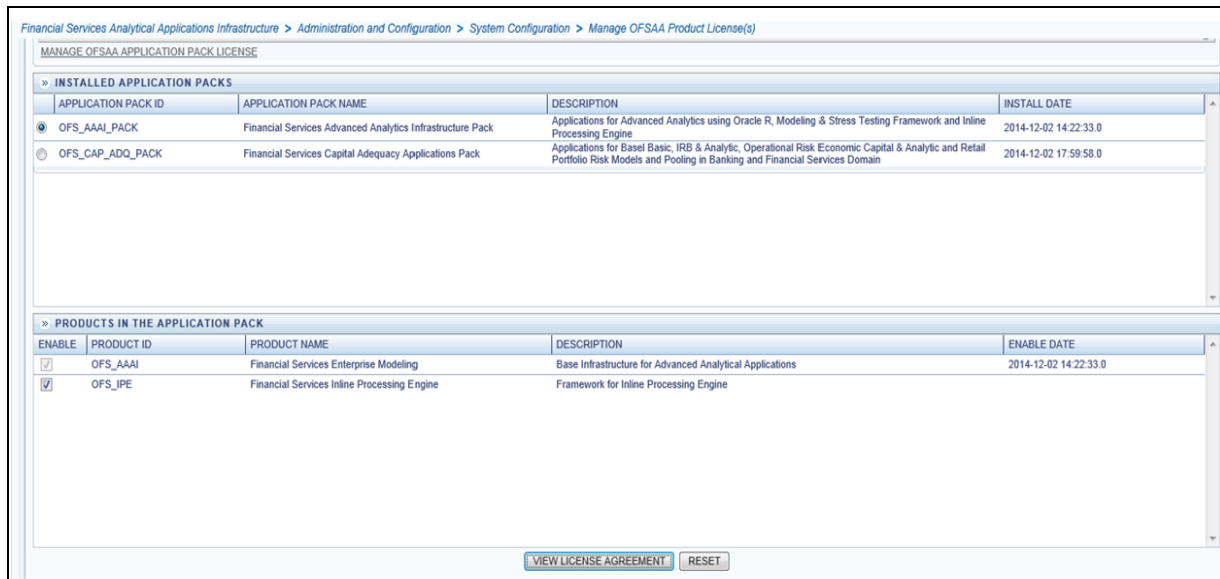 Financial Services Analytical Applications Infrastructure > Administration and Configuration > System Configuration > Manage OFSAA Product License(s)
MANAGE OFSAA APPLICATION PACK LICENSE
» INSTALLED APPLICATION PACKS
APPLICATION PACK ID APPLICATION PACK NAME DESCRIPTION INSTALL DATE
OFS_AAAI_PACK Financial Services Advanced Analytics Infrastructure Pack Applications for Advanced Analytics using Oracle R, Modeling & Stress Testing Framework and Inline
Processing Engine 2014-12-02 14:22:33.0
OFS_CAP_ADQ_PACK Financial Services Capital Adequacy Applications Pack Applications for Basel Basic, IRB & Analytic, Operational Risk Economic Capital & Analytic and Retail
Portfolio Risk Models and Pooling in Banking and Financial Services Domain 2014-12-02 17:59:58.0
» PRODUCTS IN THE APPLICATION PACK
ENABLE PRODUCT ID PRODUCT NAME DESCRIPTION ENABLE DATE
OFS_AAAI Financial Services Enterprise Modeling Base Infrastructure for Advanced Analytical Applications 2014-12-02 14:22:33.0
OFS_IPE Financial Services Inline Processing Engine Framework for Inline Processing Engine
VIEW LICENSE AGREEMENT RESET